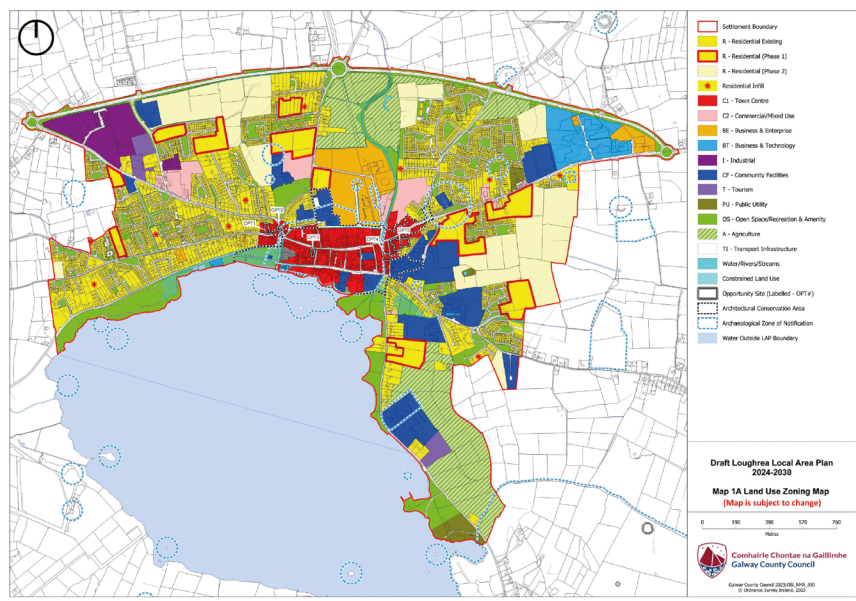 Settlement Boundary
R - Residential Existing
R - Residential (Phase 1)
R - Residential (Phase 2)
Residential Infill
C1 - Town Centre
C2 - Commercial/Mixed Use
BE - Business & Enterprise
BT - Business & Technology
I - Industrial
CF - Community Facilities
T - Tourism
PU - Public Utility
OS - Open Space/Recreation & Amenity
A - Agriculture
TI - Transport Infrastructure
Water/Rivers/Streams
Constrained Land Use
Opportunity Site (Labelled - OPT#)
Architectural Conservation Area
Archaeological Zone of Notification
Water Outside LAP Boundary
OPT3
Draft Loughrea Local Area Plan
2024-2030
Map 1A Land Use Zoning Map
(Map is subject to change)
0 190 380 570 760
Metres
Comhairle Chontae na Gaillimhe
Galway County Council
© Ordnance Survey Ireland, 2023